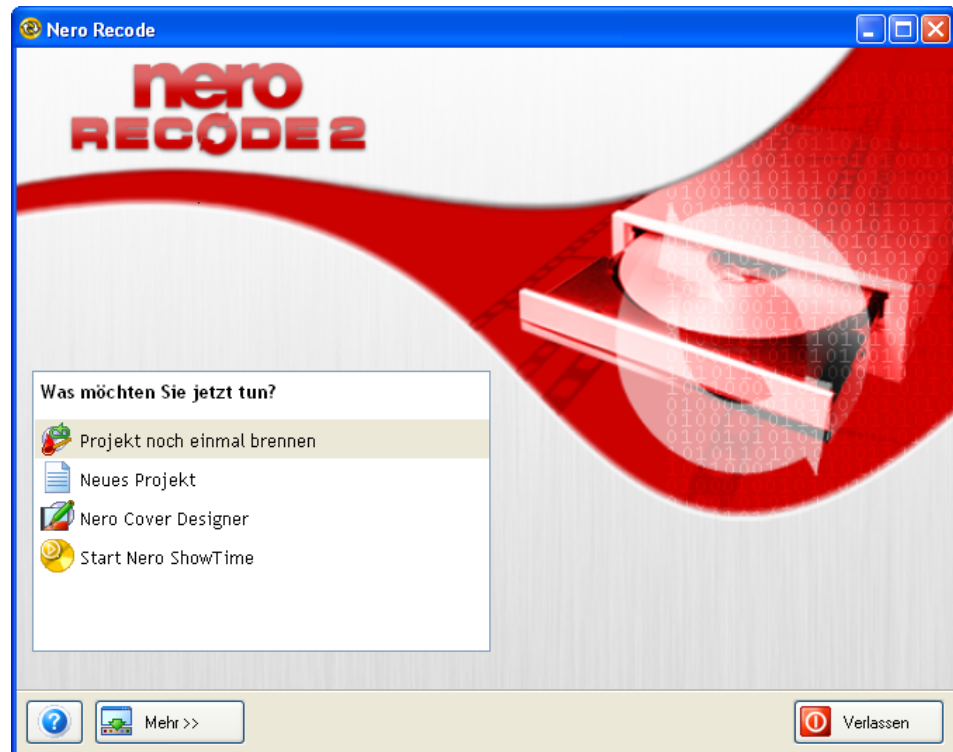 Nero Recode
nero
RECODE 2
Was möchten Sie jetzt tun?
Projekt noch einmal brennen
Neues Projekt
Nero Cover Designer
Start Nero ShowTime
Mehr >>
Verlassen